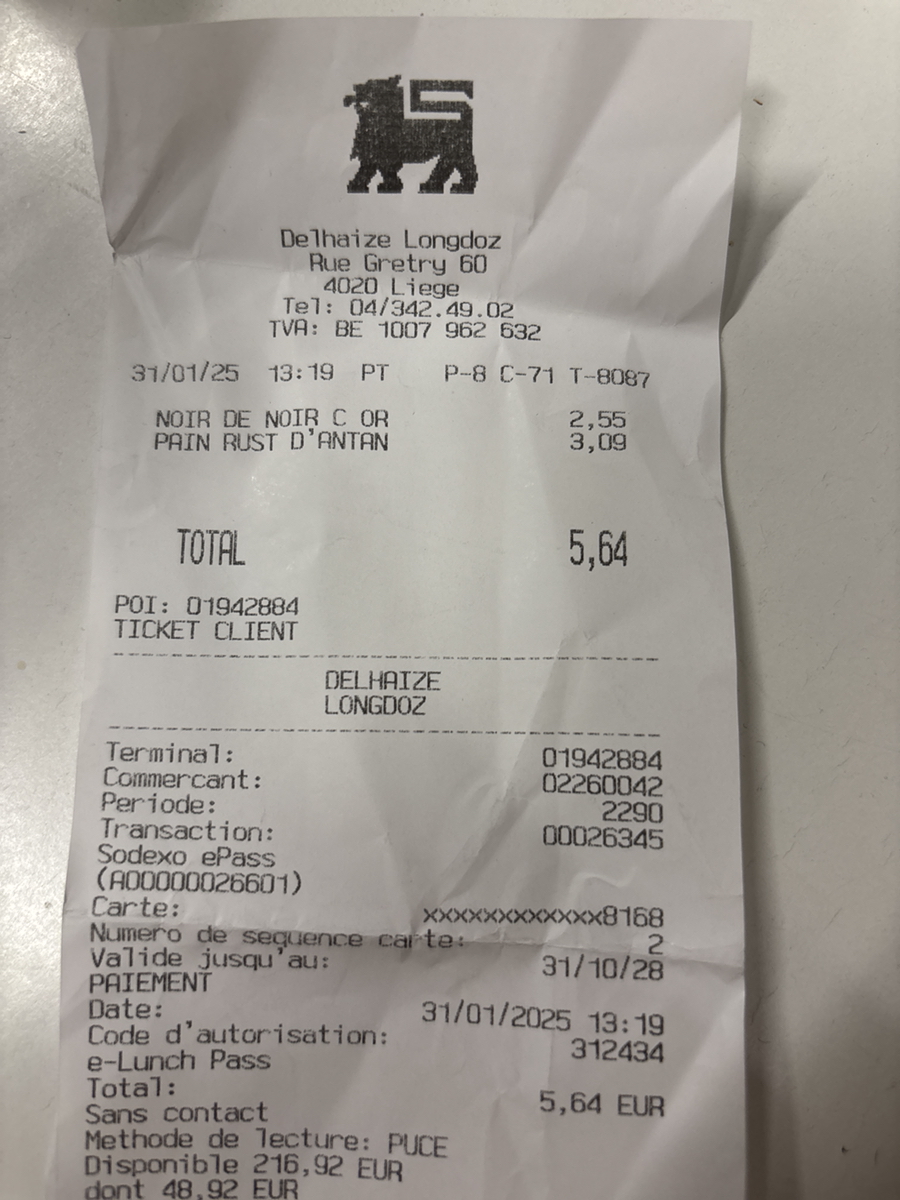 Delhaize Longdoz
Rue Gretry 60
4020 Liege
Tel: 04/342.49.02
TVA: BE 1007 962 632
31/01/25 13:19 PT P-8 C-71 T-8087
NOIR DE NOIR C OR 2,55
PAIN RUST D'ANTAN 3,09
TOTAL 5,64
POI: 01942884
TICKET CLIENT
DELHAIZE
LONGDOZ
Terminal: 01942884
Commercant: 02260042
Periode: 2290
Transaction: 00026345
Sodexo ePass
(A00000026601)
Carte: xxxxxxxxxxxx8168
Numero de sequence carte: 2
Valide jusqu'au: 31/10/28
PAIEMENT
Date: 31/01/2025 13:19
Code d'autorisation: 312434
e-Lunch Pass
Total: 5,64 EUR
Sans contact
Methode de lecture: PUCE
Disponible 216,92 EUR
dont 48,92 EUR